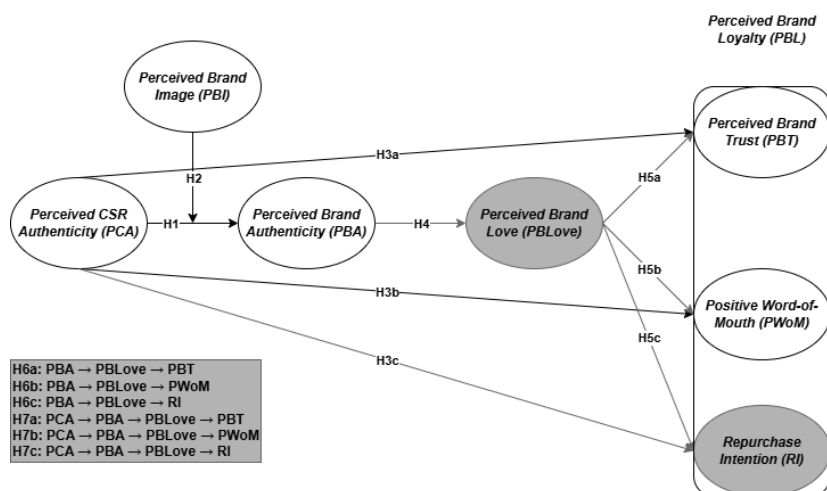 Perceived Brand
Loyalty (PBL)
Perceived Brand
Image (PBI)
Perceived Brand
Trust (PBT)
H3a
H2
H5a
Perceived CSR
Authenticity (PCA)
H1
Perceived Brand
Authenticity (PBA)
H4
Perceived Brand
Love (PBLove)
H5b
H3b
Positive Word-of-
Mouth (PWoM)
H5c
H3c
H6a: PBA → PBLove → PBT
H6b: PBA → PBLove → PWoM
H6c: PBA → PBLove → RI
H7a: PCA → PBA → PBLove → PBT
H7b: PCA → PBA → PBLove → PWoM
H7c: PCA → PBA → PBLove → RI
Repurchase
Intention (RI)